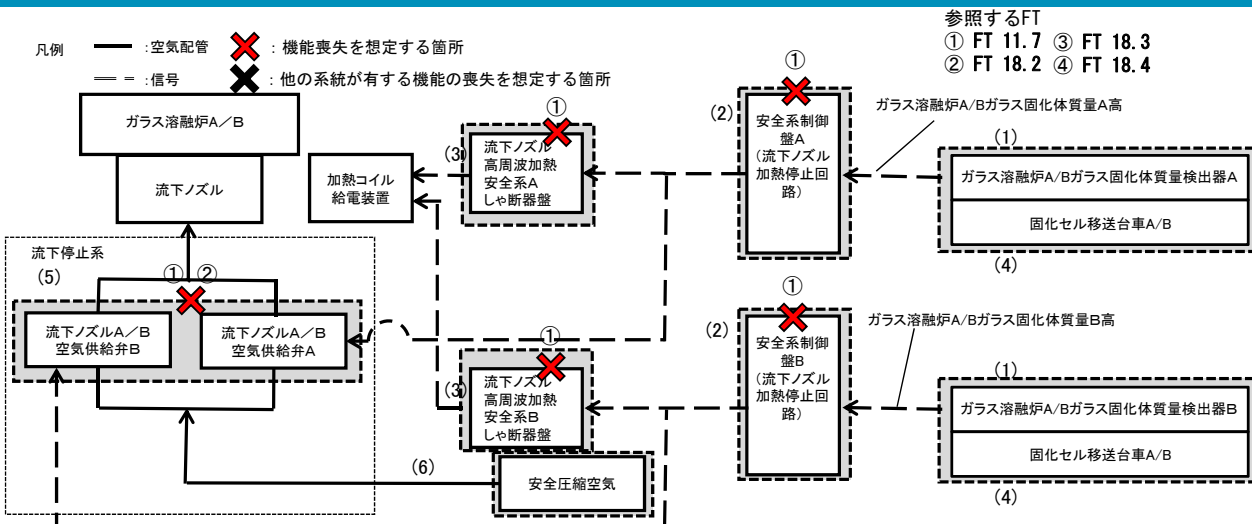 参照するFT
① FT 11.7 ③ FT 18.3
② FT 18.2 ④ FT 18.4
凡例
:空気配管
：機能喪失を想定する箇所
:信号
：他の系統が有する機能の喪失を想定する箇所
ガラス溶融炉A／B
流下ノズル
加熱コイル
給電装置
(3)
①
流下ノズル
高周波加熱
安全系A
しゃ断器盤
(2)
①
安全系制御
盤A
(流下ノズル
加熱停止回
路)
ガラス溶融炉A/Bガラス固化体質量A高
(1)
ガラス溶融炉A/Bガラス固化体質量検出器A
固化セル移送台車A/B
(4)
流下停止系
(5)
①②
流下ノズルA／B
空気供給弁B
流下ノズルA／B
空気供給弁A
(3)
①
流下ノズル
高周波加熱
安全系B
しゃ断器盤
(2)
①
安全系制御
盤B
(流下ノズル
加熱停止回
路)
ガラス溶融炉A/Bガラス固化体質量B高
(1)
ガラス溶融炉A/Bガラス固化体質量検出器B
固化セル移送台車A/B
(4)
(6)
安全圧縮空気